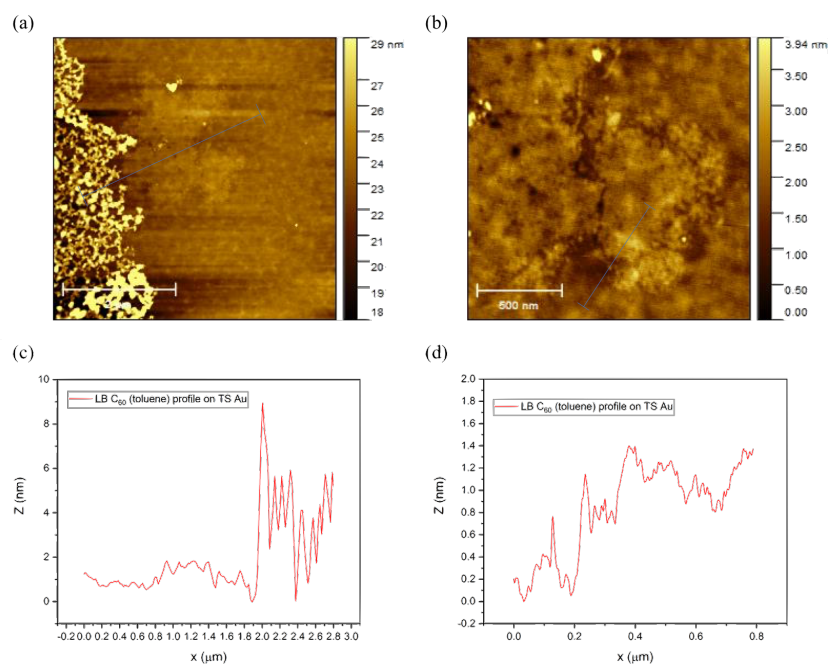 (a)
29 nm
27
26
25
24
23
22
21
20
18
(b)
3.94 nm
3.50
3.00
2.50
2.00
1.50
1.00
0.50
0.00
500 nm
(c)
LB C₆₀ (toluene) profile on TS Au
10
8
6
4
2
0
Z (nm)
-0.2 0.0 0.2 0.4 0.6 0.8 1.0 1.2 1.4 1.6 1.8 2.0 2.2 2.4 2.6 2.8 3.0
x (μm)
(d)
LB C₆₀ (toluene) profile on TS Au
2.0
1.8
1.6
1.4
1.2
1.0
0.8
0.6
0.4
0.2
0.0
-0.2
Z (nm)
0.0 0.2 0.4 0.6 0.8
x (μm)